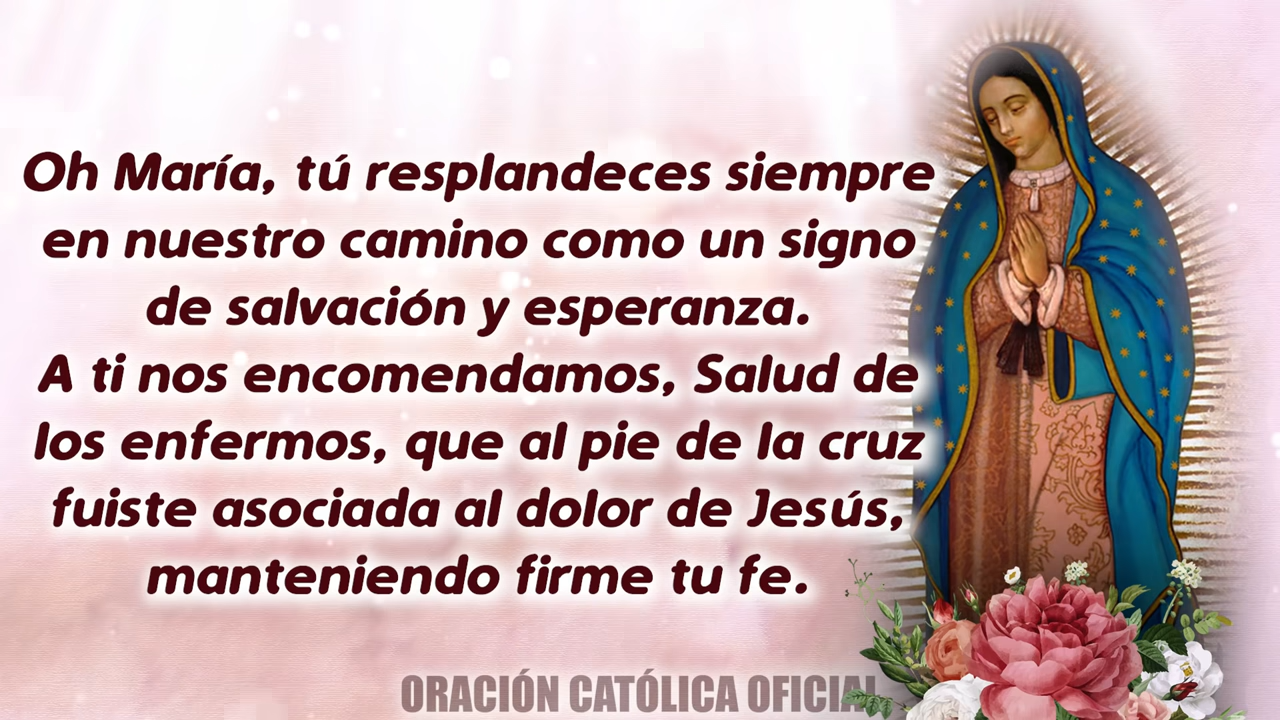 Oh María, tú resplandeces siempre
en nuestro camino como un signo
de salvación y esperanza.
A ti nos encomendamos, Salud de
los enfermos, que al pie de la cruz
fuiste asociada al dolor de Jesús,
manteniendo firme tu fe.
ORACIÓN CATÓLICA OFICIAL